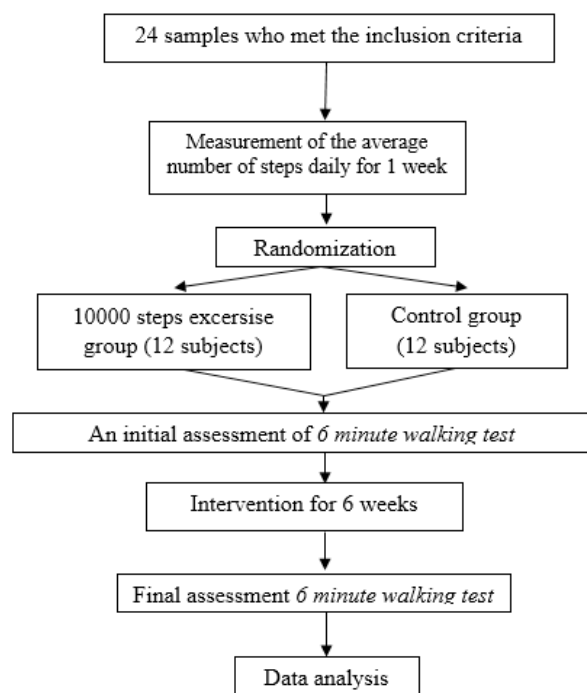 24 samples who met the inclusion criteria
Measurement of the average
number of steps daily for 1 week
Randomization
10000 steps excersise
group (12 subjects)
Control group
(12 subjects)
An initial assessment of 6 minute walking test
Intervention for 6 weeks
Final assessment 6 minute walking test
Data analysis